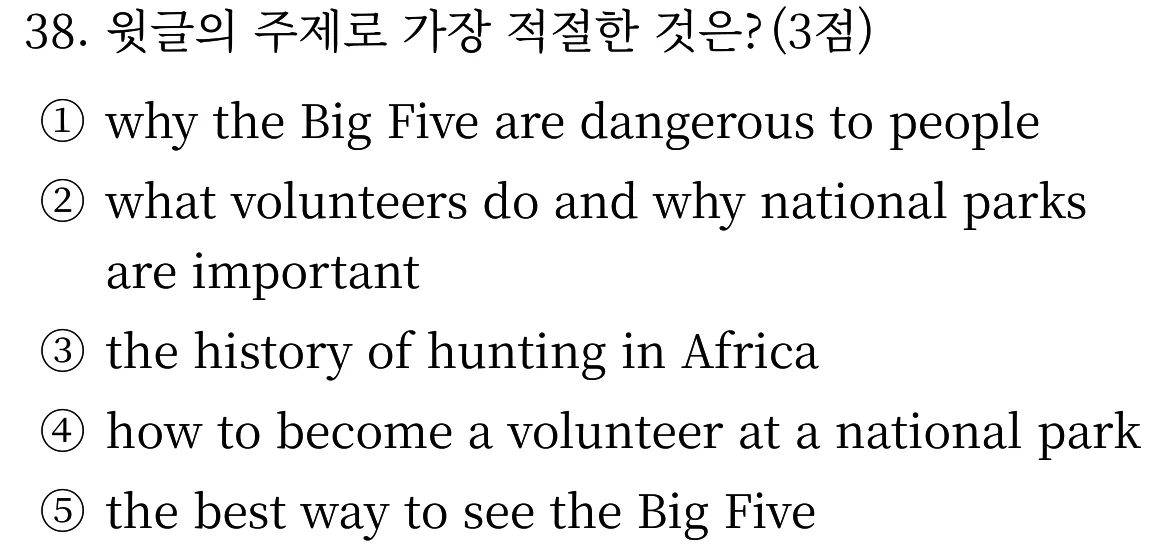 38. 윗글의 주제로 가장 적절한 것은?(3점)
① why the Big Five are dangerous to people
② what volunteers do and why national parks
are important
③ the history of hunting in Africa
④ how to become a volunteer at a national park
⑤ the best way to see the Big Five